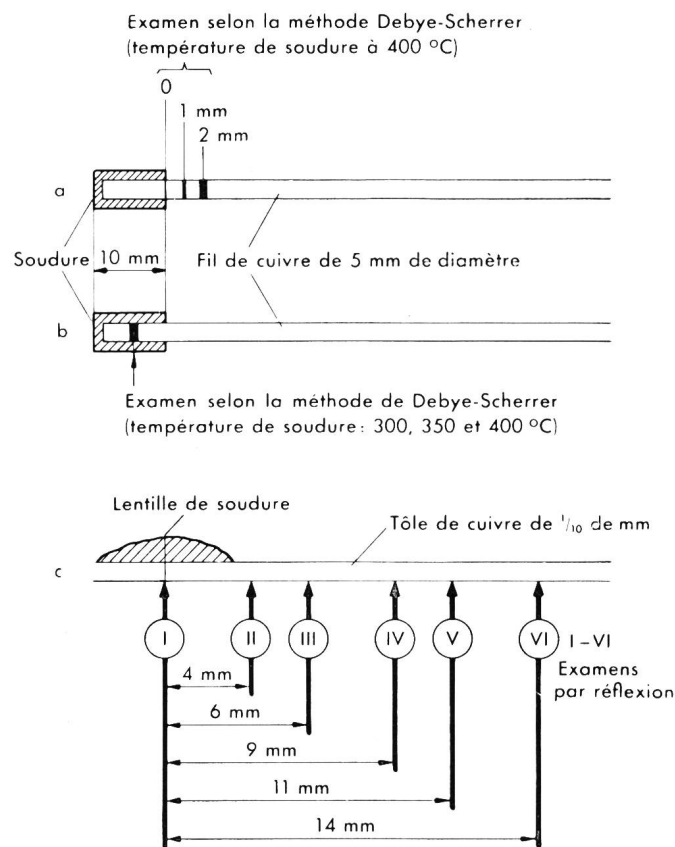 Examen selon la méthode Debye-Scherrer
(température de soudure à 400 °C)
0
1 mm
2 mm
a
Soudure
10 mm
Fil de cuivre de 5 mm de diamètre
b
Examen selon la méthode de Debye-Scherrer
(température de soudure: 300, 350 et 400 °C)
Lentille de soudure
Tôle de cuivre de 1/10 de mm
c
I II III IV V VI I–VI
Examens
par réflexion
4 mm
6 mm
9 mm
11 mm
14 mm